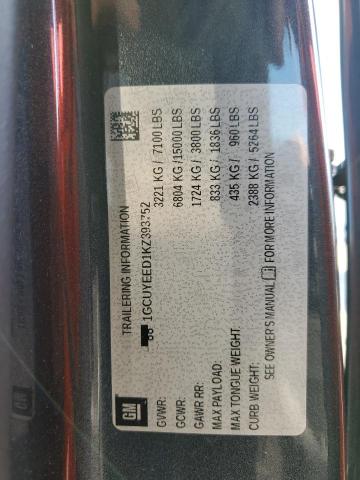 GM
TRAILERING INFORMATION
1GCUYEED1KZ393752
GVWR: 3221 KG / 7100 LBS
GCWR: 6804 KG /15000 LBS
GAWR RR: 1724 KG / 3800 LBS
MAX PAYLOAD: 833 KG / 1836 LBS
MAX TONGUE WEIGHT: 435 KG / 960 LBS
CURB WEIGHT: 2388 KG / 5264 LBS
SEE OWNER'S MANUAL FOR MORE INFORMATION